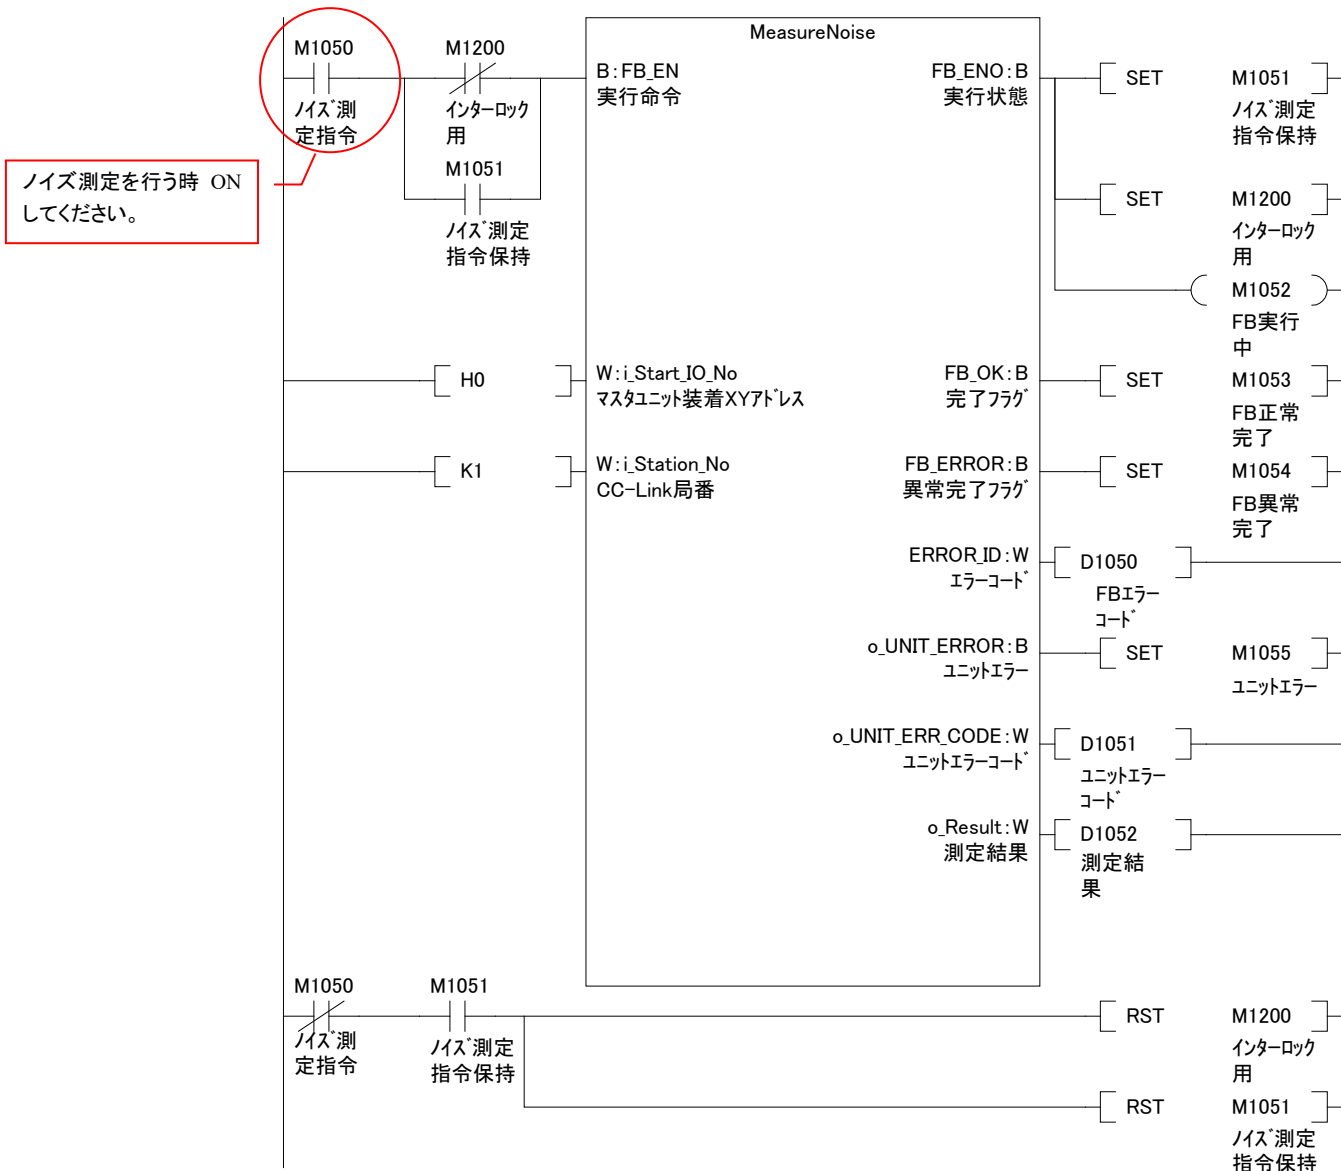 MeasureNoise
M1050
M1200
B:FB_EN
FB_ENO:B
SET
M1051
ﾉｲｽﾞ測
定指令
インターロック
用
実行命令
実行状態
ﾉｲｽﾞ測定
指令保持
M1051
ﾉｲｽﾞ測定
指令保持
ノイズ測定を行う時 ON
してください。
SET
M1200
インターロック
用
M1052
FB実行
中
H0
W:i_Start_IO_No
マスタユニット装着XYアドレス
FB_OK:B
完了フラグ
SET
M1053
FB正常
完了
K1
W:i_Station_No
CC-Link局番
FB_ERROR:B
異常完了フラグ
SET
M1054
FB異常
完了
ERROR_ID:W
エラーコード
D1050
FBエラー
コード
o_UNIT_ERROR:B
ユニットエラー
SET
M1055
ユニットエラー
o_UNIT_ERR_CODE:W
ユニットエラーコード
D1051
ユニットエラー
コード
o_Result:W
測定結果
D1052
測定結
果
M1050
ﾉｲｽﾞ測
定指令
M1051
ﾉｲｽﾞ測定
指令保持
RST
M1200
インターロック
用
RST
M1051
ﾉｲｽﾞ測定
指令保持